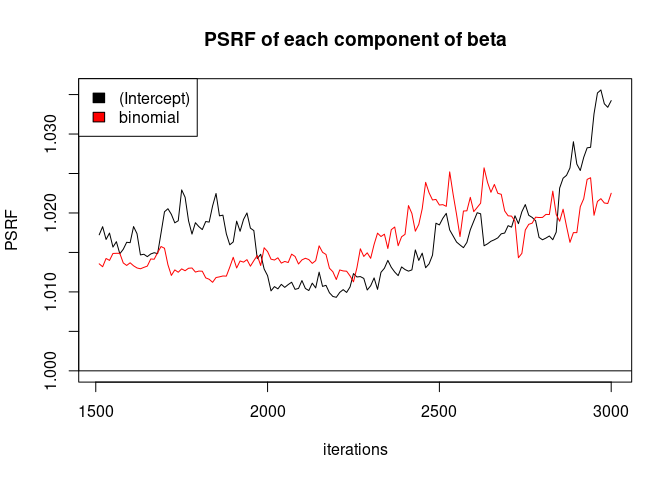 PSRF of each component of beta
(Intercept)
binomial
PSRF
1.030
1.020
1.010
1.000
1500
2000
2500
3000
iterations